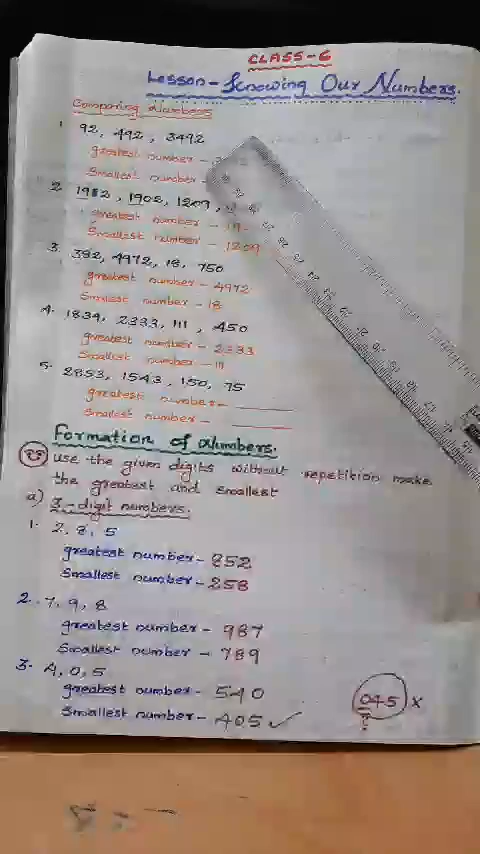 CLASS-6
Lesson - Knowing Our Numbers.
Comparing Numbers
1. 92, 492, 3492
greatest number -
Smallest number
2. 1982, 1902, 1209,
greatest number - 19
Smallest number - 1209
3. 392, 4972, 18, 750
greatest number - 4972
Smallest number - 18
4. 1834, 2333, 111, 450
greatest number - 2333
Smallest number - 111
5. 2853, 1543, 150, 75
greatest number -
Smallest number -
Formation of Numbers.
use the given digits without repetition make
the greatest and smallest
a) 3-digit numbers.
1. 2, 8, 5
greatest number - 852
Smallest number - 258
2. 7, 9, 8
greatest number - 987
Smallest number - 789
3. 4, 0, 5
greatest number - 540
Smallest number - 405 ✓
045 x
?